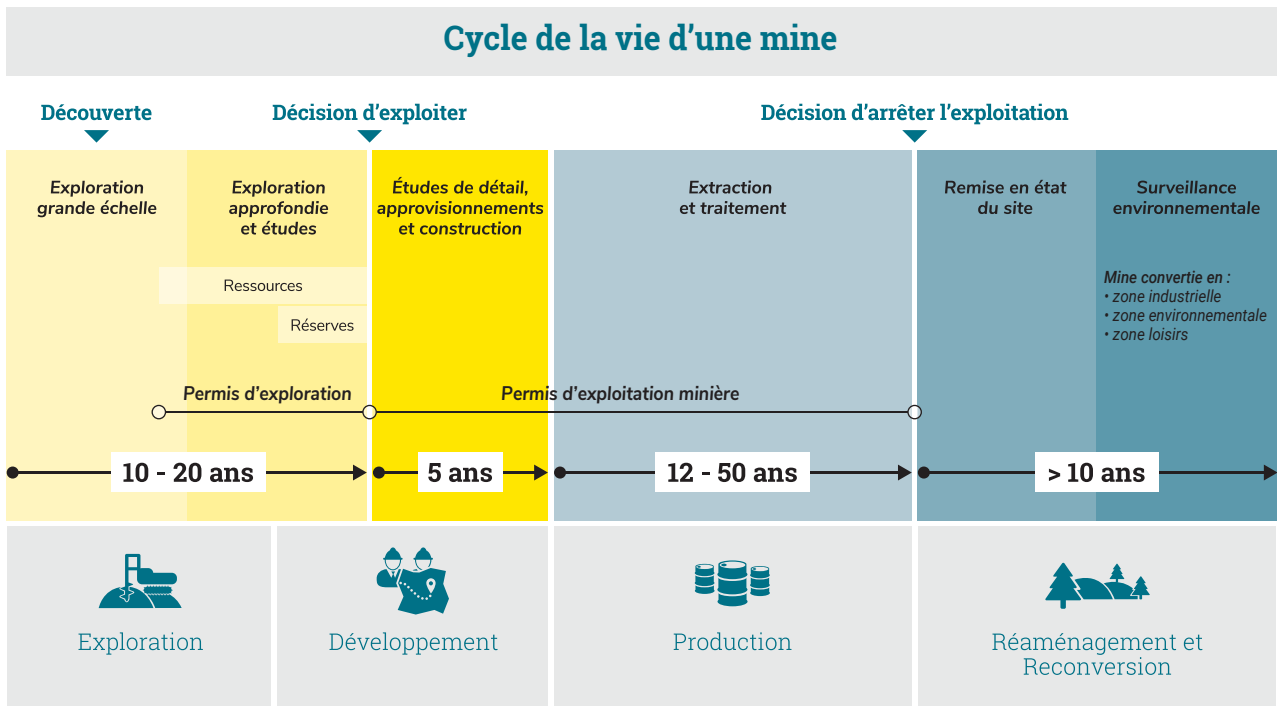 Cycle de la vie d’une mine
Découverte
Décision d’exploiter
Décision d’arrêter l’exploitation
Exploration
grande échelle
Exploration
approfondie
et études
Études de détail,
approvisionnements
et construction
Extraction
et traitement
Remise en état
du site
Surveillance
environnementale
Ressources
Réserves
Mine convertie en :
• zone industrielle
• zone environnementale
• zone loisirs
Permis d’exploration
Permis d’exploitation minière
10 - 20 ans
5 ans
12 - 50 ans
> 10 ans
Exploration
Développement
Production
Réaménagement et
Reconversion